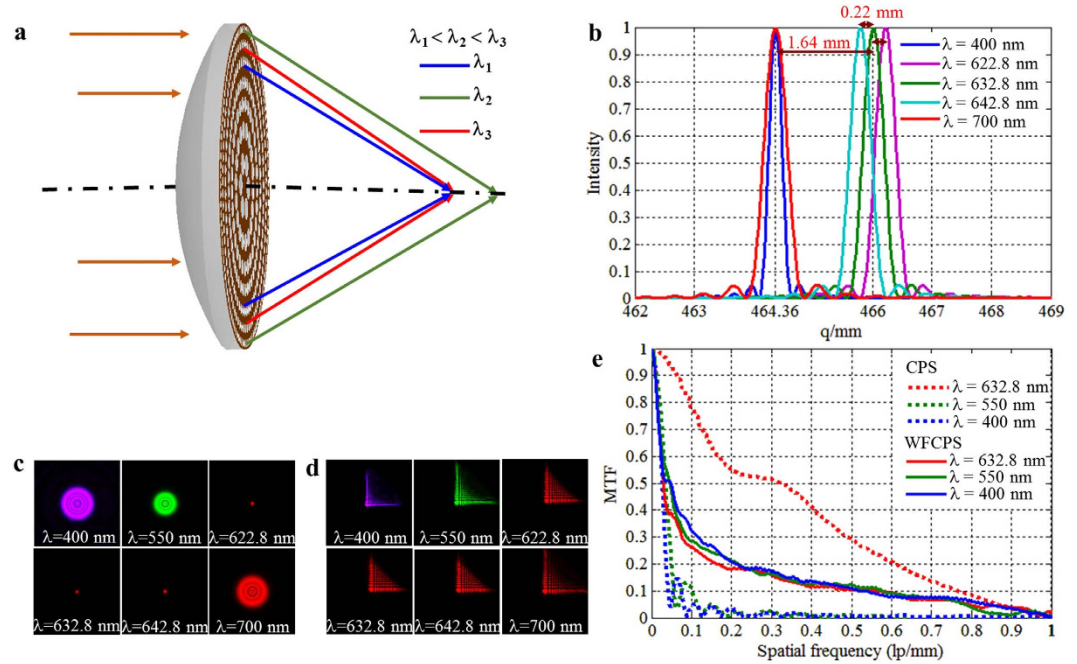 a
λ1 < λ2 < λ3
λ1
λ2
λ3
b
0.22 mm
1.64 mm
λ = 400 nm
λ = 622.8 nm
λ = 632.8 nm
λ = 642.8 nm
λ = 700 nm
Intensity
1
0.9
0.8
0.7
0.6
0.5
0.4
0.3
0.2
0.1
0
462 463 464.36 466 467 468 469
q/mm
c
λ=400 nm λ=550 nm λ=622.8 nm
λ=632.8 nm λ=642.8 nm λ=700 nm
d
λ=400 nm λ=550 nm λ=622.8 nm
λ=632.8 nm λ=642.8 nm λ=700 nm
e
CPS
λ = 632.8 nm
λ = 550 nm
λ = 400 nm
WFCPS
λ = 632.8 nm
λ = 550 nm
λ = 400 nm
MTF
1
0.9
0.8
0.7
0.6
0.5
0.4
0.3
0.2
0.1
0
0 0.1 0.2 0.3 0.4 0.5 0.6 0.7 0.8 0.9 1
Spatial frequency (lp/mm)